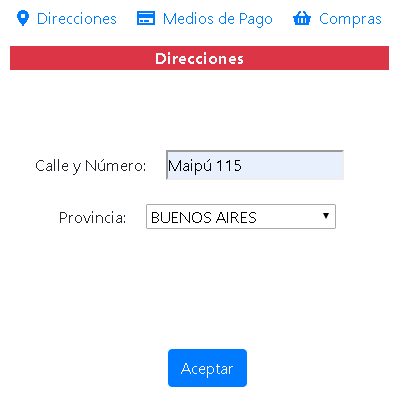 Direcciones Medios de Pago Compras
Direcciones
Calle y Número: Maipú 115
Provincia: BUENOS AIRES
Aceptar